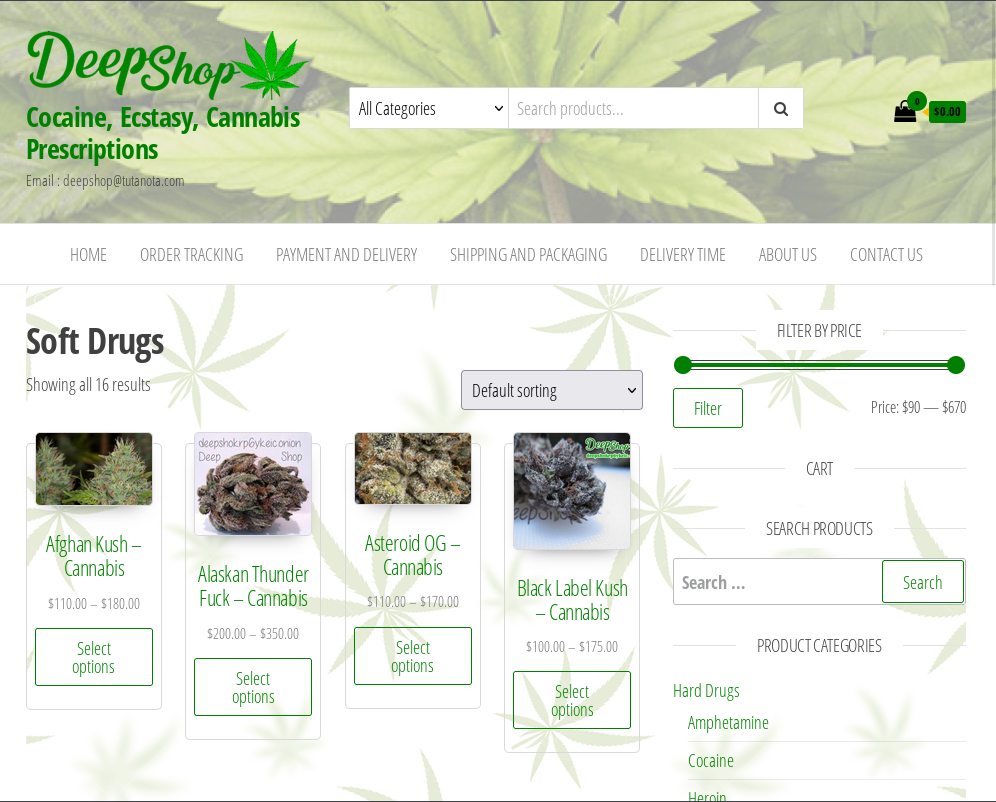 DeepShop
Cocaine, Ecstasy, Cannabis
Prescriptions
Email : deepshop@tutanota.com
All Categories
Search products...
0
$0.00
HOME
ORDER TRACKING
PAYMENT AND DELIVERY
SHIPPING AND PACKAGING
DELIVERY TIME
ABOUT US
CONTACT US
Soft Drugs
Showing all 16 results
Default sorting
Afghan Kush –
Cannabis
$110.00 – $180.00
Select
options
Deep Shop
Alaskan Thunder
Fuck – Cannabis
$200.00 – $350.00
Select
options
Asteroid OG –
Cannabis
$110.00 – $170.00
Select
options
DeepShop
Black Label Kush
– Cannabis
$100.00 – $175.00
Select
options
FILTER BY PRICE
Filter
Price: $90 — $670
CART
SEARCH PRODUCTS
Search ...
Search
PRODUCT CATEGORIES
Hard Drugs
Amphetamine
Cocaine
Heroin